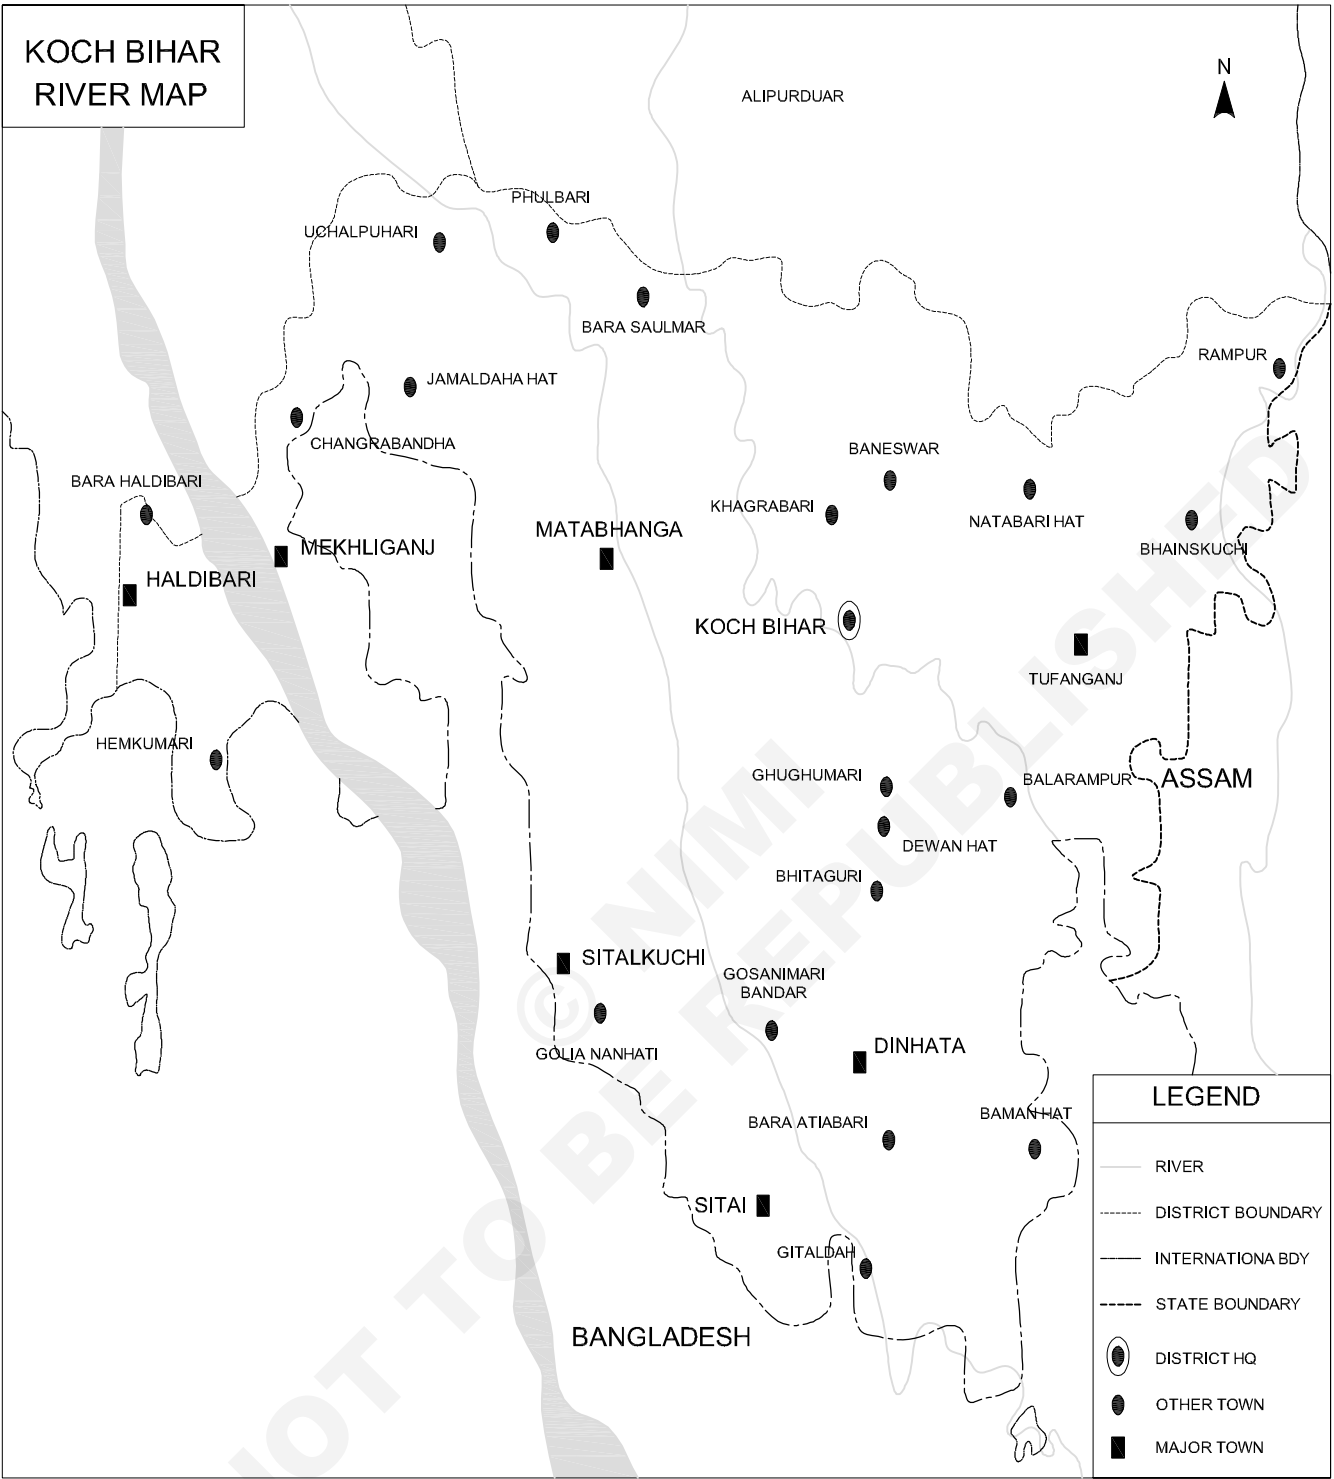 KOCH BIHAR
RIVER MAP
N
ALIPURDUAR
PHULBARI
UCHALPUHARI
BARA SAULMAR
RAMPUR
JAMALDAHA HAT
CHANGRABANDHA
BANESWAR
BARA HALDIBARI
KHAGRABARI
NATABARI HAT
MATABHANGA
BHAINSKUCHI
MEKHLIGANJ
HALDIBARI
KOCH BIHAR
TUFANGANJ
HEMKUMARI
GHUGHUMARI
BALARAMPUR
ASSAM
DEWAN HAT
BHITAGURI
SITALKUCHI
GOSANIMARI
BANDAR
GOLIA NANHATI
DINHATA
BARA ATIABARI
BAMAN HAT
SITAI
GITALDAH
BANGLADESH
LEGEND
RIVER
DISTRICT BOUNDARY
INTERNATIONA BDY
STATE BOUNDARY
DISTRICT HQ
OTHER TOWN
MAJOR TOWN
© NIMI
NOT TO BE REPUBLISHED